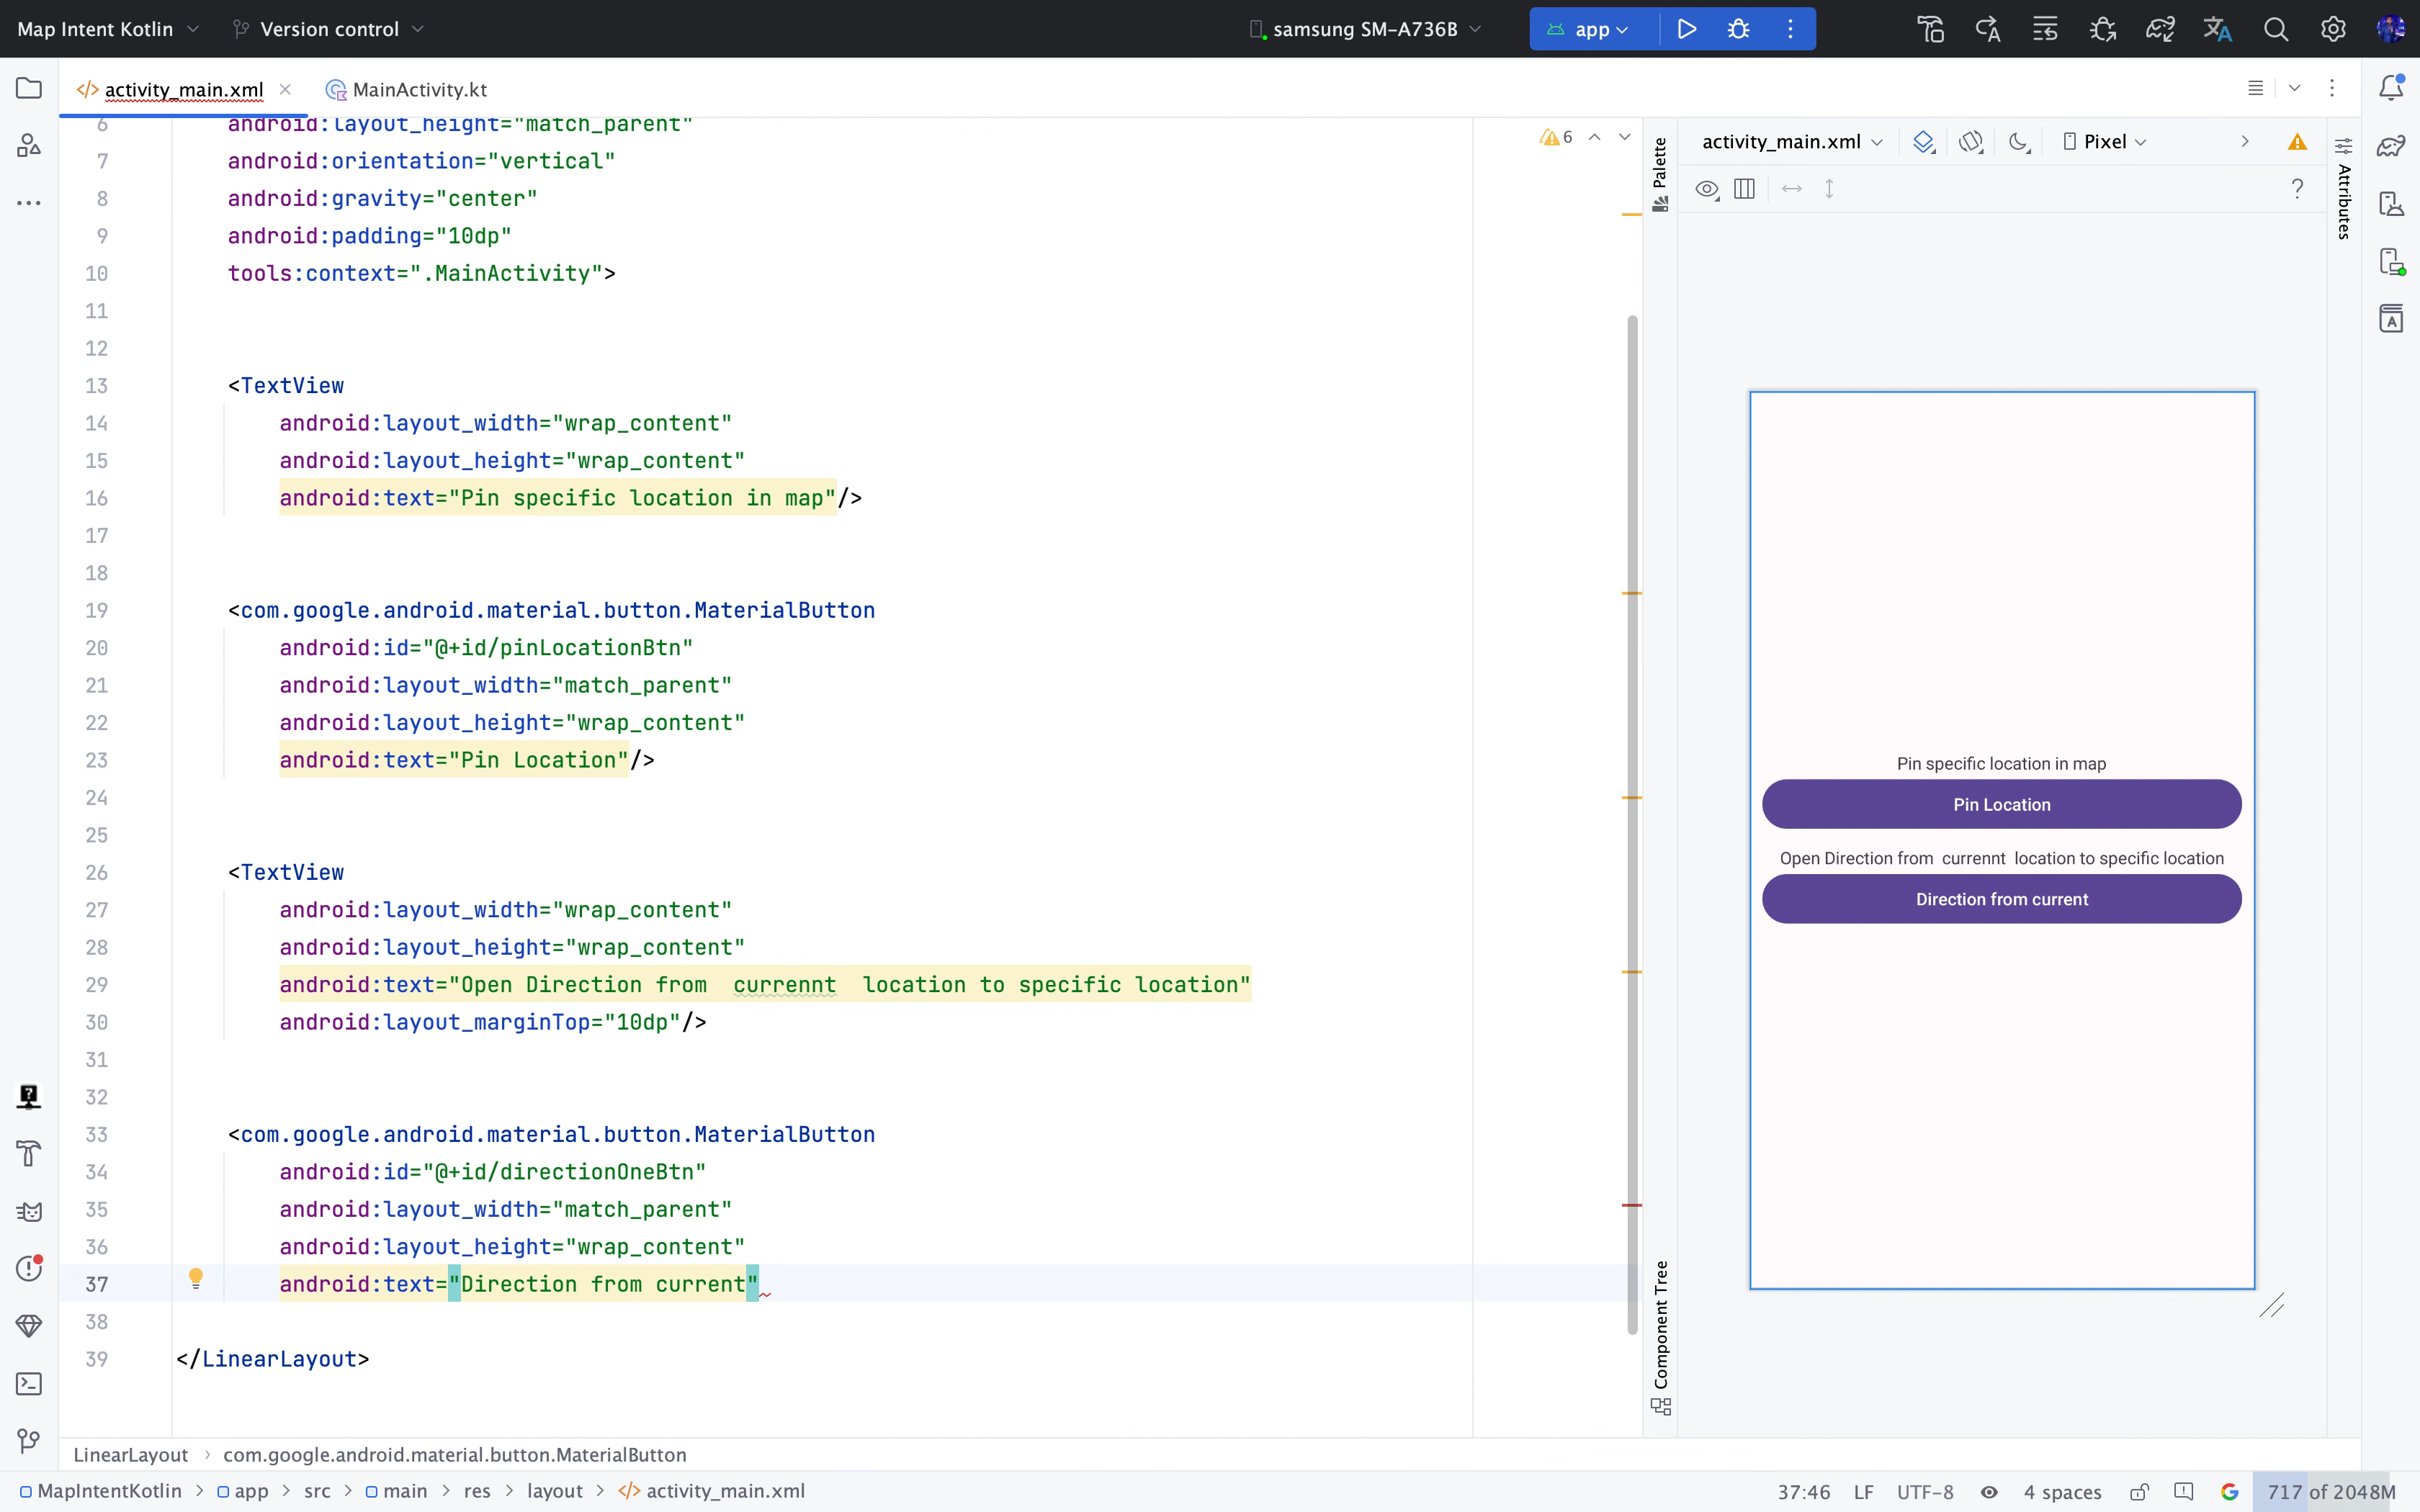 Map Intent Kotlin Version control samsung SM-A736B app
activity_main.xml MainActivity.kt
6 android:layout_height="match_parent"
7 android:orientation="vertical"
8 android:gravity="center"
9 android:padding="10dp"
10 tools:context=".MainActivity">
11
12
13 <TextView
14 android:layout_width="wrap_content"
15 android:layout_height="wrap_content"
16 android:text="Pin specific location in map"/>
17
18
19 <com.google.android.material.button.MaterialButton
20 android:id="@+id/pinLocationBtn"
21 android:layout_width="match_parent"
22 android:layout_height="wrap_content"
23 android:text="Pin Location"/>
24
25
26 <TextView
27 android:layout_width="wrap_content"
28 android:layout_height="wrap_content"
29 android:text="Open Direction from  currennt  location to specific location"
30 android:layout_marginTop="10dp"/>
31
32
33 <com.google.android.material.button.MaterialButton
34 android:id="@+id/directionOneBtn"
35 android:layout_width="match_parent"
36 android:layout_height="wrap_content"
37 android:text="Direction from current"
38
39 </LinearLayout>
6
Palette
Component Tree
activity_main.xml Pixel
?
Attributes
Pin specific location in map
Pin Location
Open Direction from  currennt  location to specific location
Direction from current
LinearLayout › com.google.android.material.button.MaterialButton
MapIntentKotlin > app > src > main > res > layout > activity_main.xml
37:46 LF UTF-8 4 spaces 717 of 2048M